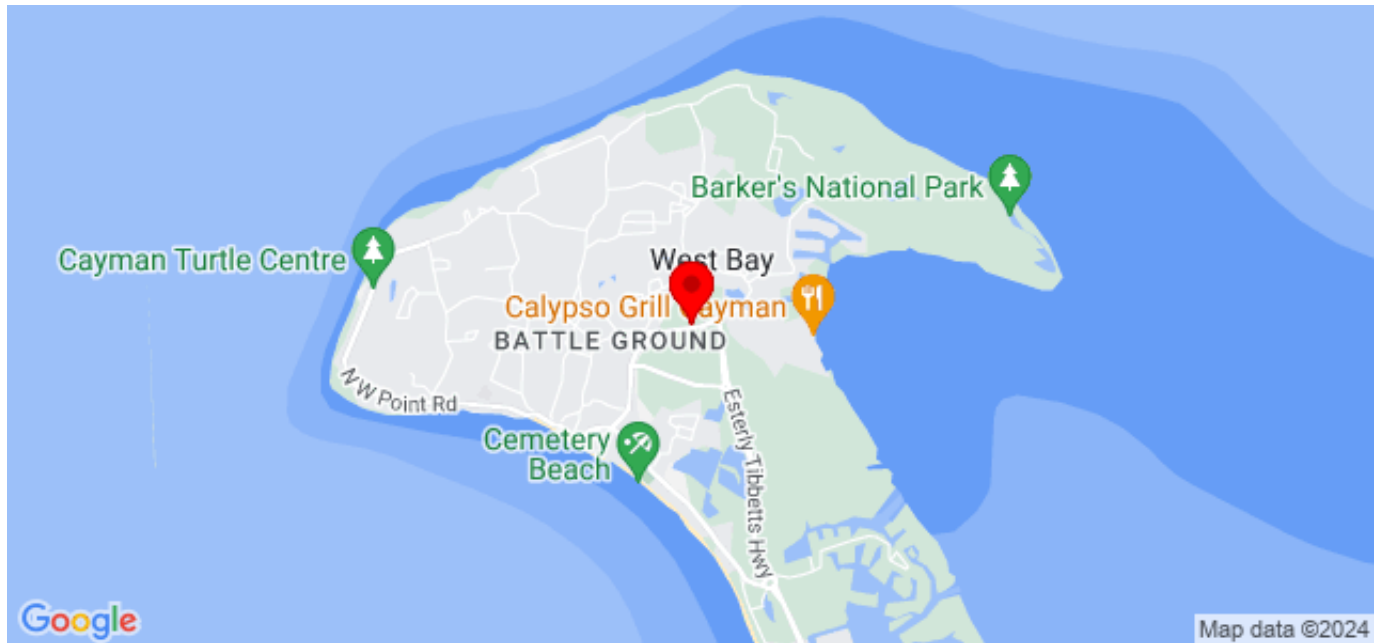 Barker's National Park
Cayman Turtle Centre
West Bay
Calypso Grill Cayman
BATTLE GROUND
NW Point Rd
Esterly Tibbetts Hwy
Cemetery
Beach
Google
Map data ©2024